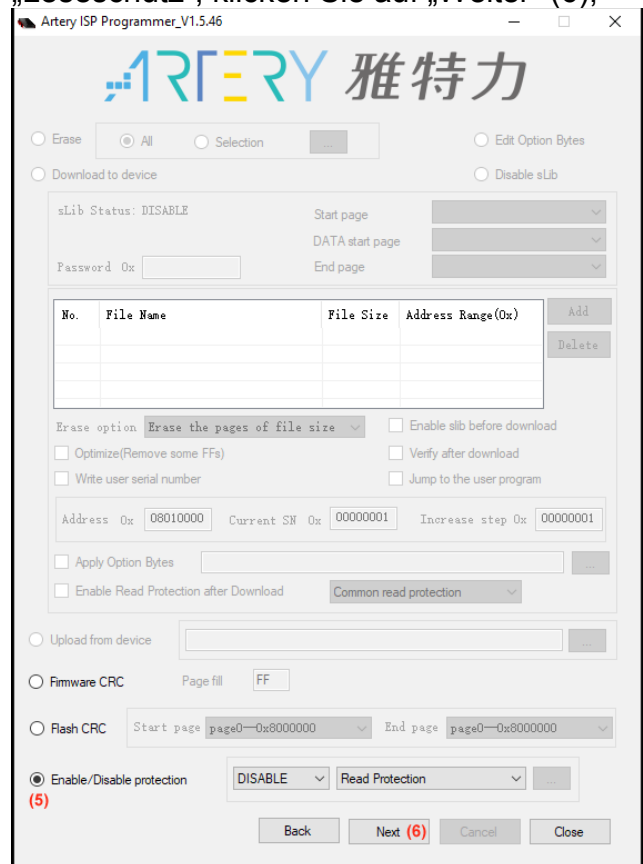 „Leseschutz“, klicken Sie auf „Weiter“ (6),
Artery ISP Programmer_V1.5.46
ARTERY 雅特力
Erase All Selection ... Edit Option Bytes
Download to device Disable sLib
sLib Status: DISABLE Start page
DATA start page
Password 0x End page
No. File Name File Size Address Range(0x) Add
Delete
Erase option Erase the pages of file size Enable slib before download
Optimize(Remove some FFs) Verify after download
Write user serial number Jump to the user program
Address 0x 08010000 Current SN 0x 00000001 Increase step 0x 00000001
Apply Option Bytes ...
Enable Read Protection after Download Common read protection
Upload from device ...
Firmware CRC Page fill FF
Flash CRC Start page page0—0x8000000 End page page0—0x8000000
Enable/Disable protection DISABLE Read Protection ...
(5)
Back Next (6) Cancel Close